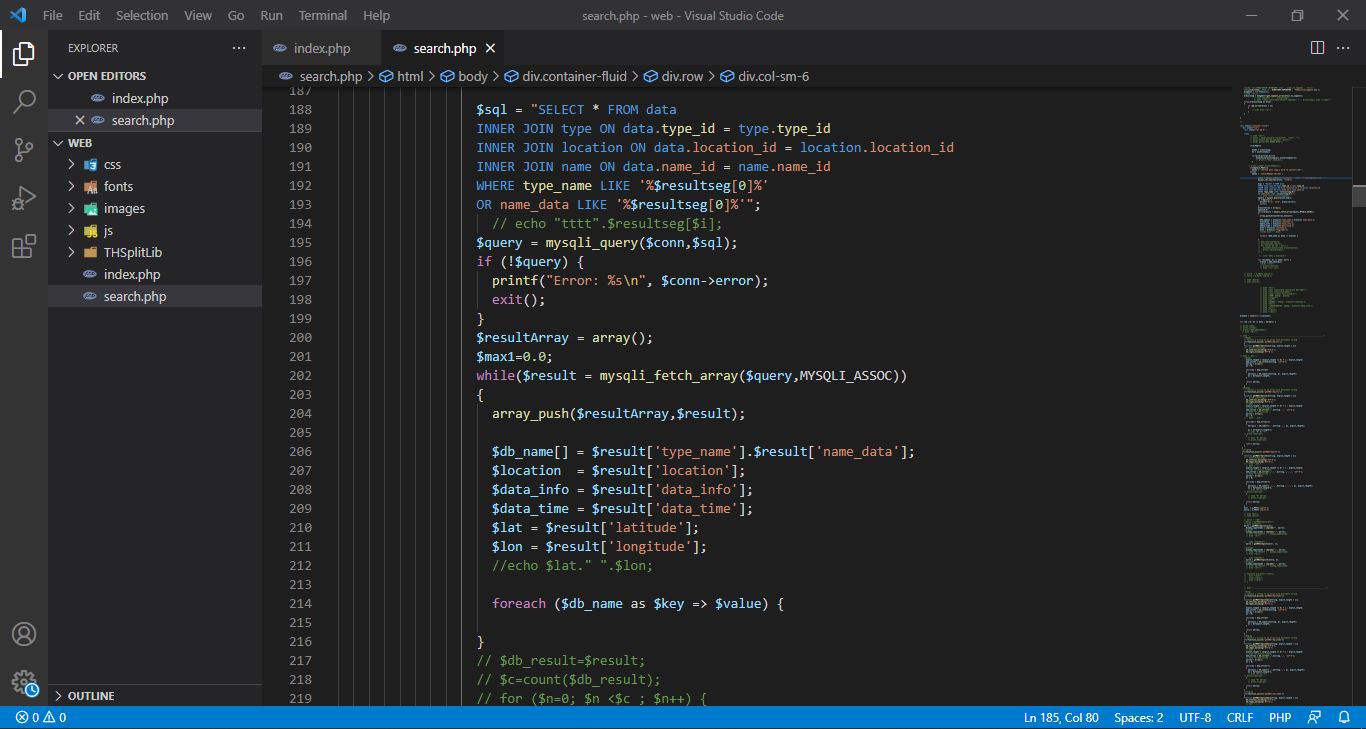 File Edit Selection View Go Run Terminal Help
search.php - web - Visual Studio Code
EXPLORER
OPEN EDITORS
index.php
search.php
WEB
css
fonts
images
js
THSplitLib
index.php
search.php
OUTLINE
index.php
search.php
search.php > html > body > div.container-fluid > div.row > div.col-sm-6
187
188 $sql = "SELECT * FROM data
189 INNER JOIN type ON data.type_id = type.type_id
190 INNER JOIN location ON data.location_id = location.location_id
191 INNER JOIN name ON data.name_id = name.name_id
192 WHERE type_name LIKE '%$resultseg[0]%'
193 OR name_data LIKE '%$resultseg[0]%'";
194 // echo "tttt".$resultseg[$i];
195 $query = mysqli_query($conn,$sql);
196 if (!$query) {
197 printf("Error: %s\n", $conn->error);
198 exit();
199 }
200 $resultArray = array();
201 $max1=0.0;
202 while($result = mysqli_fetch_array($query,MYSQLI_ASSOC))
203 {
204 array_push($resultArray,$result);
205
206 $db_name[] = $result['type_name'].$result['name_data'];
207 $location  = $result['location'];
208 $data_info = $result['data_info'];
209 $data_time = $result['data_time'];
210 $lat = $result['latitude'];
211 $lon = $result['longitude'];
212 //echo $lat." ".$lon;
213
214 foreach ($db_name as $key => $value) {
215
216 }
217 // $db_result=$result;
218 // $c=count($db_result);
219 // for ($n=0; $n <$c ; $n++) {
0 0
Ln 185, Col 80 Spaces: 2 UTF-8 CRLF PHP